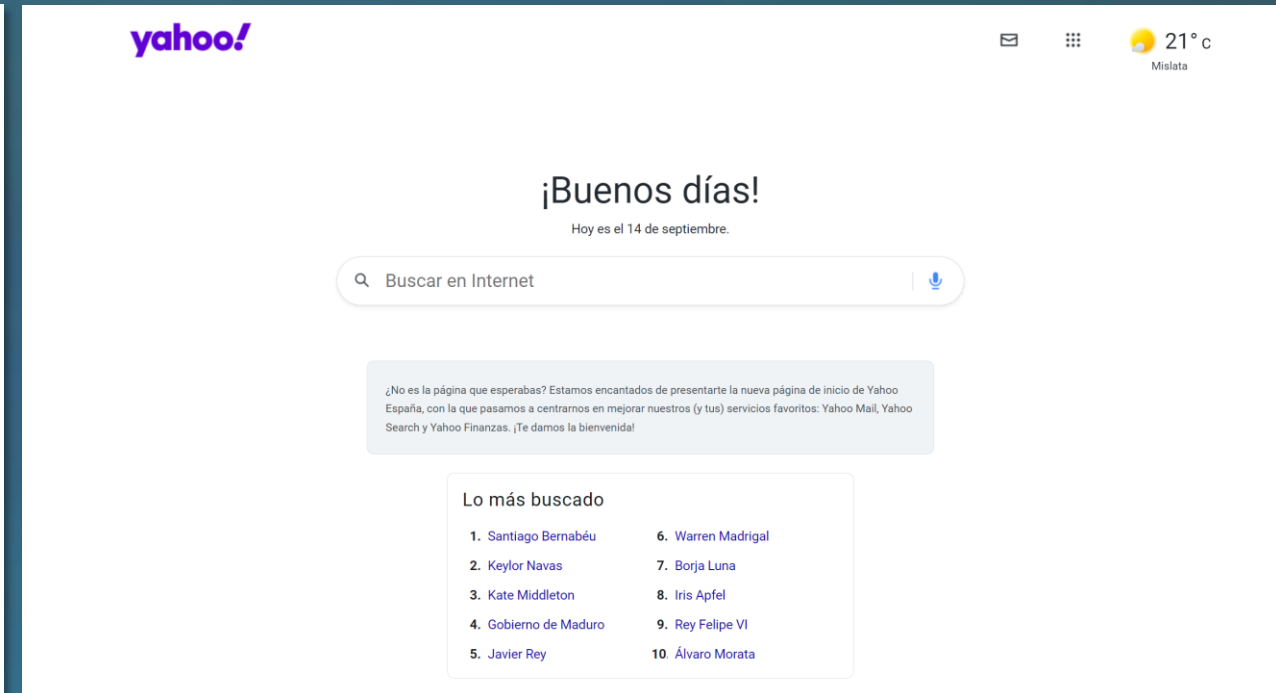 yahoo!
21° c
Mislata
¡Buenos días!
Hoy es el 14 de septiembre.
Buscar en Internet
¿No es la página que esperabas? Estamos encantados de presentarte la nueva página de inicio de Yahoo
España, con la que pasamos a centrarnos en mejorar nuestros (y tus) servicios favoritos: Yahoo Mail, Yahoo
Search y Yahoo Finanzas. ¡Te damos la bienvenida!
Lo más buscado
1. Santiago Bernabéu
2. Keylor Navas
3. Kate Middleton
4. Gobierno de Maduro
5. Javier Rey
6. Warren Madrigal
7. Borja Luna
8. Iris Apfel
9. Rey Felipe VI
10. Álvaro Morata